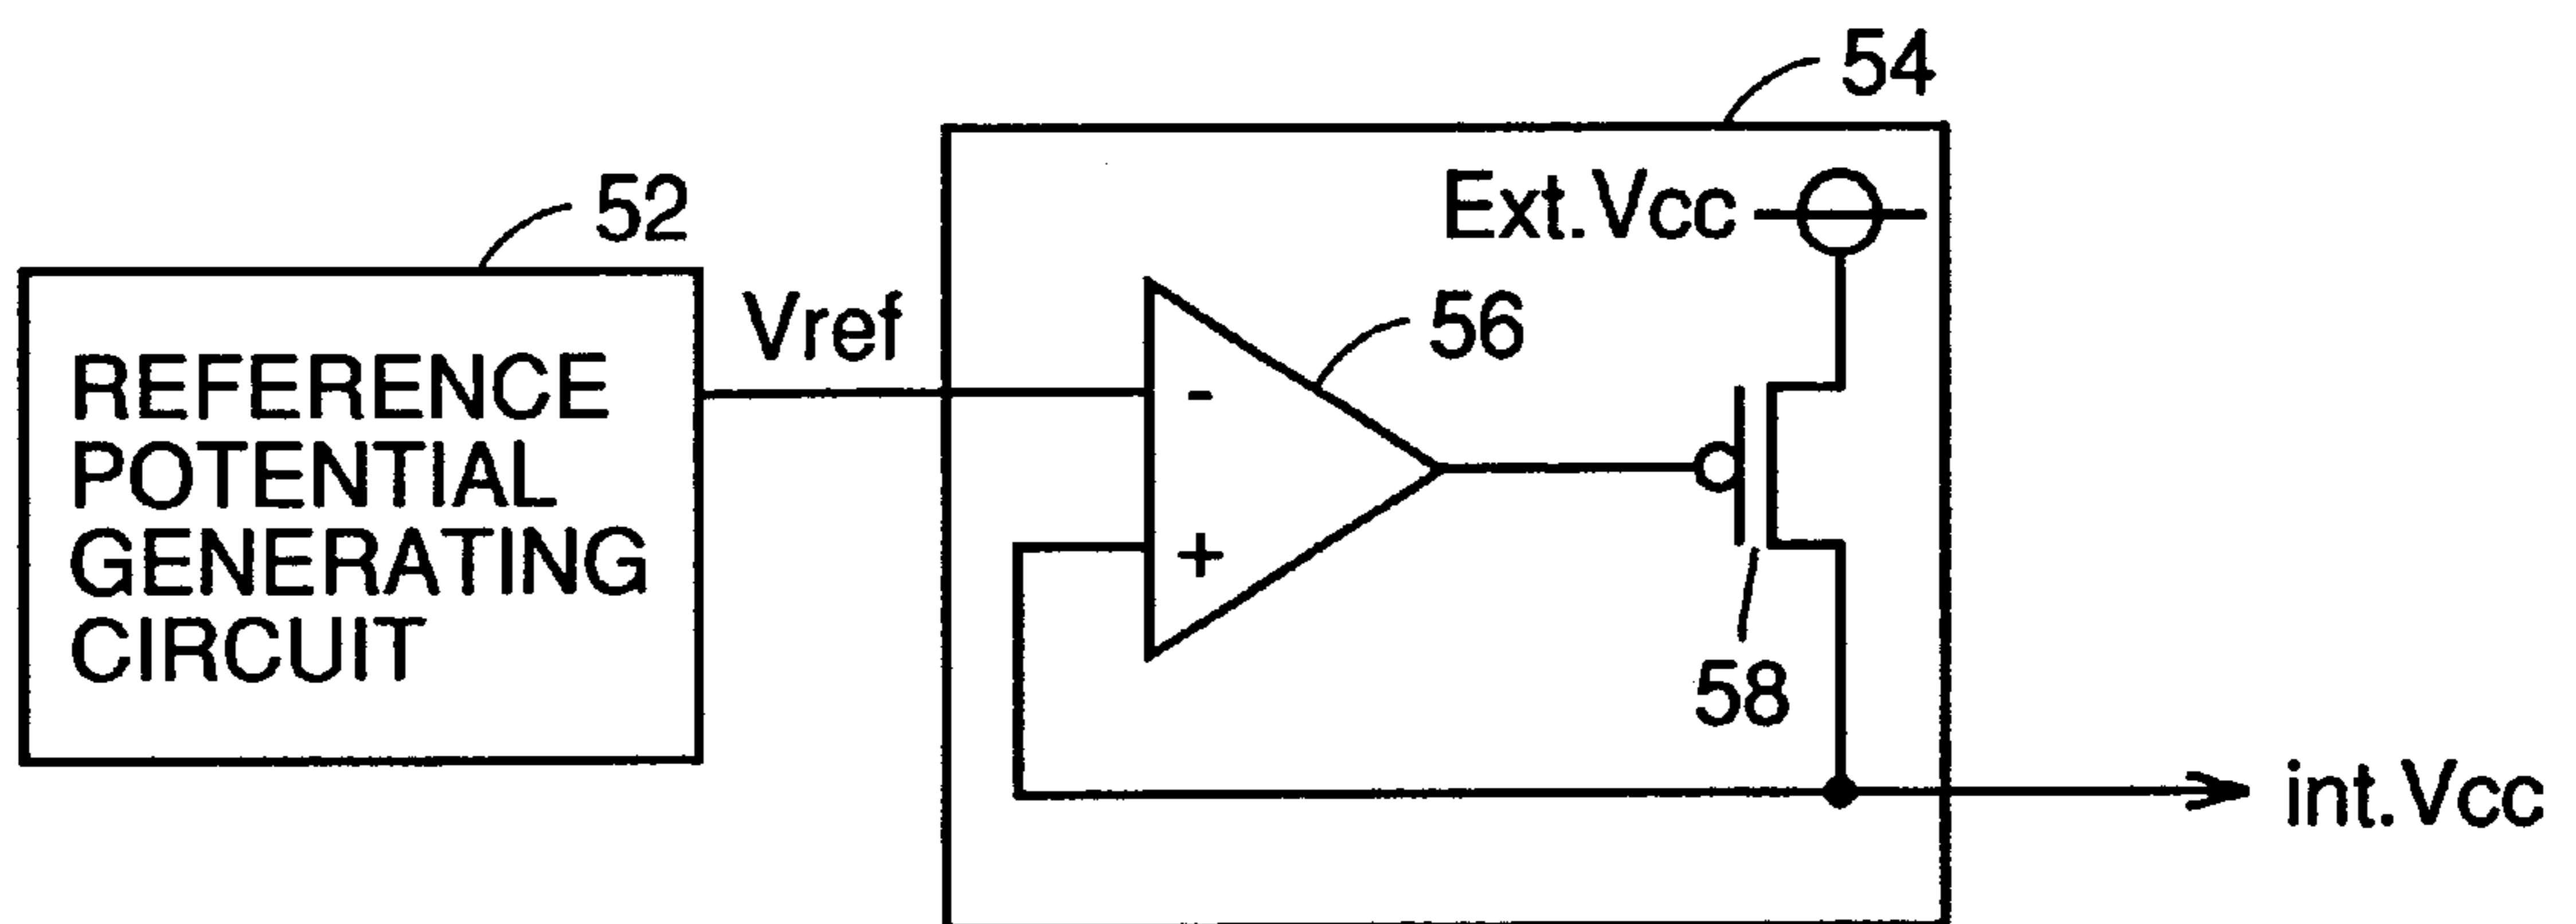 54
52
Ext.Vcc
Vref
56
REFERENCE
POTENTIAL
GENERATING
CIRCUIT
-
+
58
int.Vcc